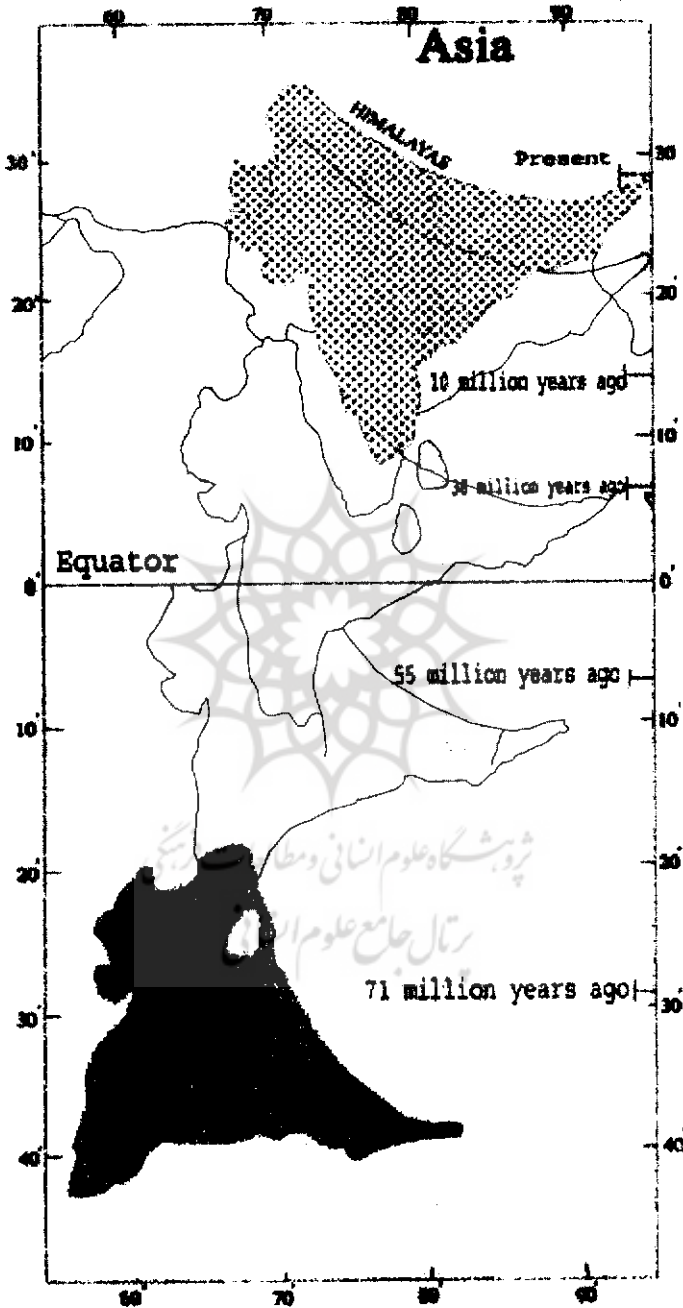 60 70 80 90
Asia
HIMALAYAS
Present
30° 30°
20° 20°
10 million years ago
10° 10°
38 million years ago
Equator
0° 0°
55 million years ago
10° 10°
پژوهشگاه علوم انسانی و مطالعات فرهنگی
20° 20°
پرتال جامع علوم انسانی
71 million years ago
30° 30°
40° 40°
60° 70° 80° 90°